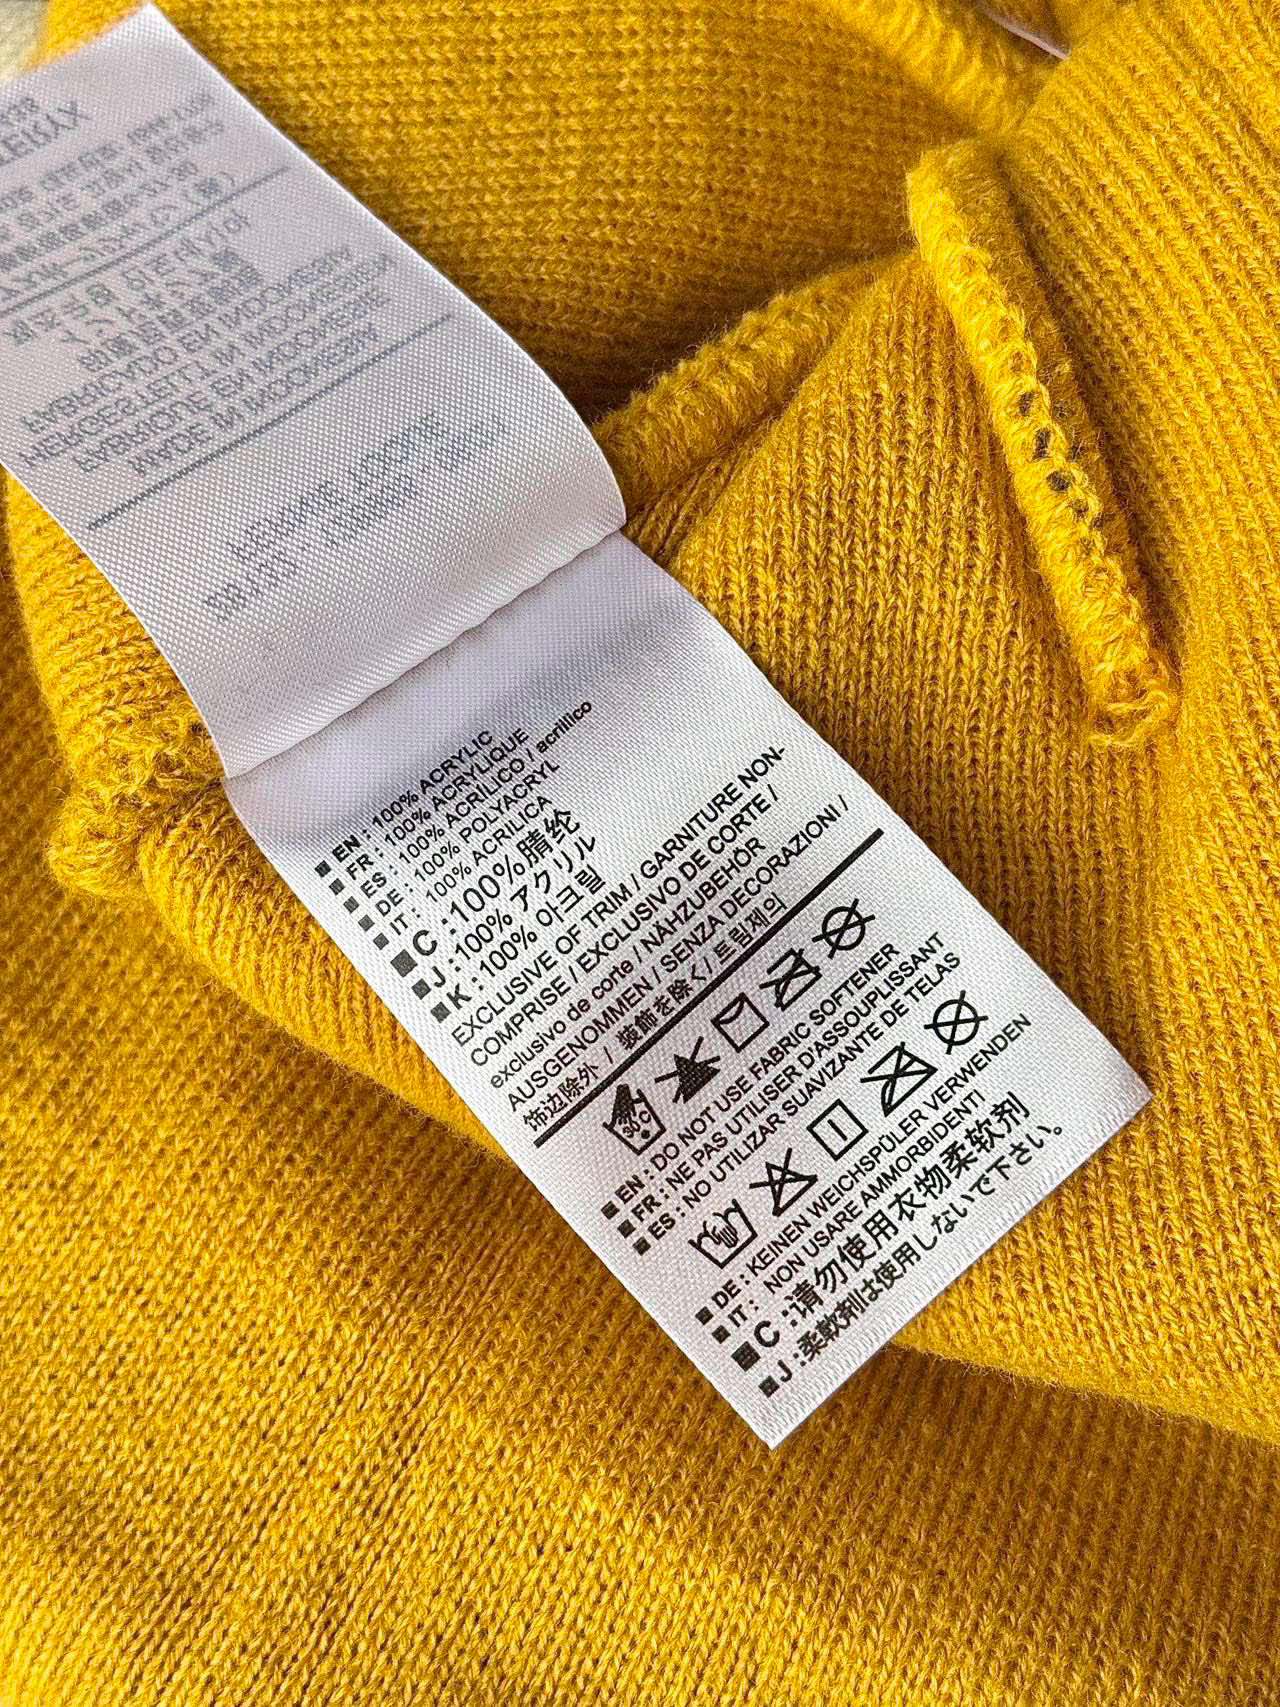 TERYX
MADE IN INDONESIA
FABRIQUÉ EN INDONESIE
HERGESTELLT IN INDONESIEN
FABRICADO EN INDONESIA
EN : 100% ACRYLIC
FR : 100% ACRYLIQUE
ES : 100% ACRÍLICO / acrílico
DE : 100% POLYACRYL
IT : 100% ACRILICA
C : 100%腈纶
J : 100% アクリル
K : 100% 아크릴
EXCLUSIVE OF TRIM / GARNITURE NON-
COMPRISE / EXCLUSIVO DE CORTE /
exclusivo de corte / NÄHZUBEHÖR
AUSGENOMMEN / SENZA DECORAZIONI /
饰边除外 / 装飾を除く / 트림제외
30°C
EN : DO NOT USE FABRIC SOFTENER
FR : NE PAS UTILISER D'ASSOUPLISSANT
ES : NO UTILIZAR SUAVIZANTE DE TELAS
DE : KEINEN WEICHSPÜLER VERWENDEN
IT : NON USARE AMMORBIDENTI
C : 请勿使用衣物柔软剂
J : 柔軟剤は使用しないで下さい。